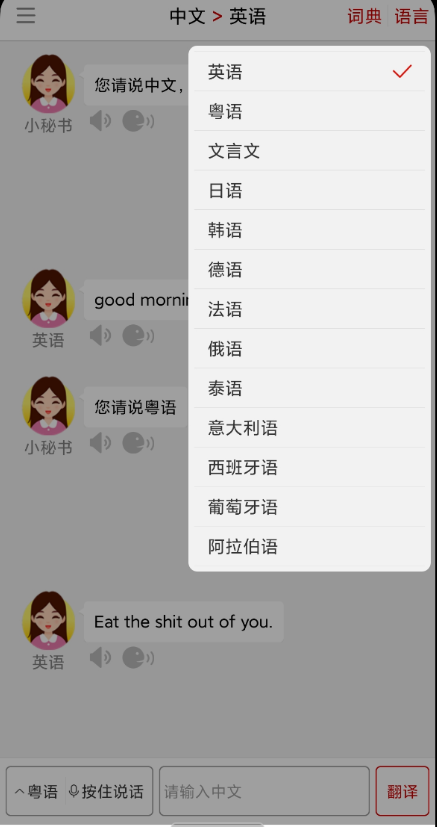 中文 > 英语
词典
语言
您请说中文，
小秘书
英语
粤语
文言文
日语
韩语
德语
法语
俄语
泰语
意大利语
西班牙语
葡萄牙语
阿拉伯语
good mornin
英语
您请说粤语
小秘书
Eat the shit out of you.
英语
粤语
按住说话
请输入中文
翻译